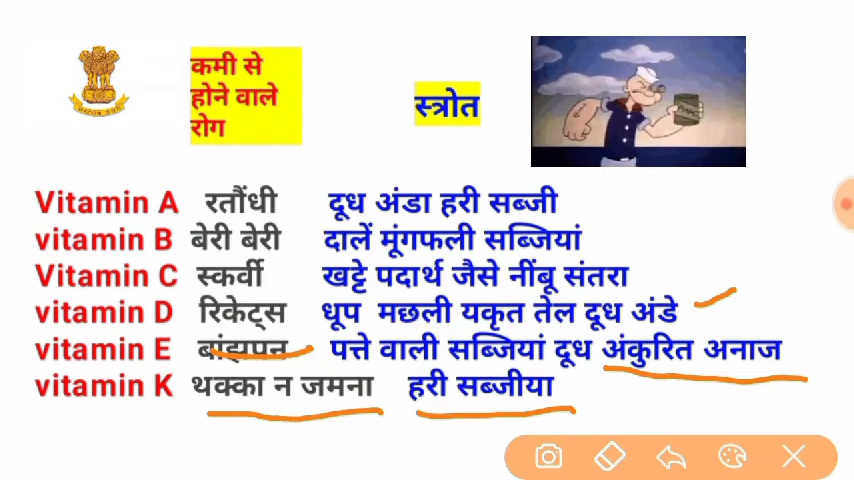 कमी से
होने वाले
रोग
स्त्रोत
Vitamin A रतौंधी दूध अंडा हरी सब्जी
vitamin B बेरी बेरी दालें मूंगफली सब्जियां
Vitamin C स्कर्वी खट्टे पदार्थ जैसे नींबू संतरा
vitamin D रिकेट्स धूप मछली यकृत तेल दूध अंडे
vitamin E बांझपन पत्ते वाली सब्जियां दूध अंकुरित अनाज
vitamin K थक्का न जमना हरी सब्जीया